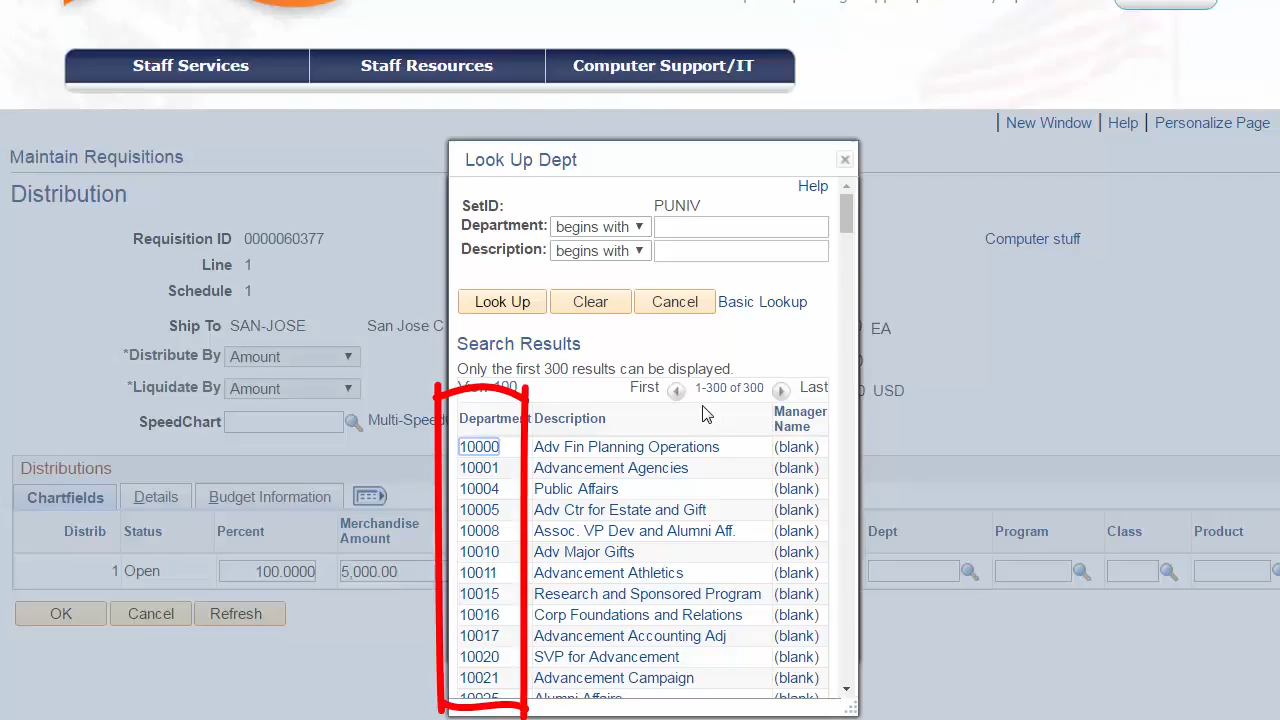 Staff Services Staff Resources Computer Support/IT
New Window Help Personalize Page
Maintain Requisitions
Distribution
Requisition ID 0000060377
Line 1
Schedule 1
Ship To SAN-JOSE San Jose C
*Distribute By Amount
*Liquidate By Amount
SpeedChart
Computer stuff
EA
USD
Look Up Dept
Help
SetID: PUNIV
Department: begins with
Description: begins with
Look Up Clear Cancel Basic Lookup
Search Results
Only the first 300 results can be displayed.
First 1-300 of 300 Last
Department Description Manager Name
10000 Adv Fin Planning Operations (blank)
10001 Advancement Agencies (blank)
10004 Public Affairs (blank)
10005 Adv Ctr for Estate and Gift (blank)
10008 Assoc. VP Dev and Alumni Aff. (blank)
10010 Adv Major Gifts (blank)
10011 Advancement Athletics (blank)
10015 Research and Sponsored Program (blank)
10016 Corp Foundations and Relations (blank)
10017 Advancement Accounting Adj (blank)
10020 SVP for Advancement (blank)
10021 Advancement Campaign (blank)
Distributions
Chartfields Details Budget Information
Distrib Status Percent Merchandise Amount Dept Program Class Product
1 Open 100.0000 5,000.00
OK Cancel Refresh